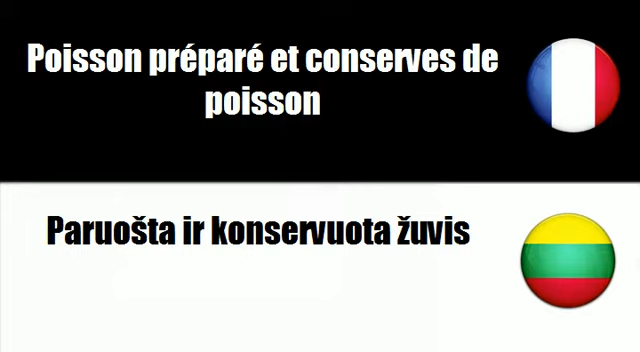 Poisson préparé et conserves de
poisson
Paruošta ir konservuota žuvis